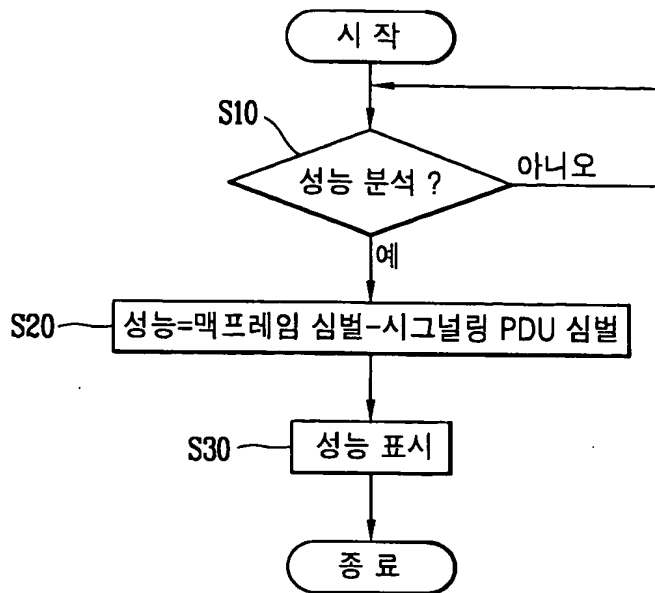 시 작
S10
성능 분석 ?
아니오
예
S20
성능=맥프레임 심벌-시그널링 PDU 심벌
S30
성능 표시
종 료